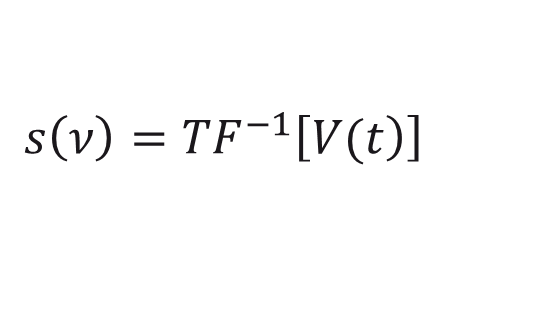 s(ν) = TF⁻¹[V(t)]